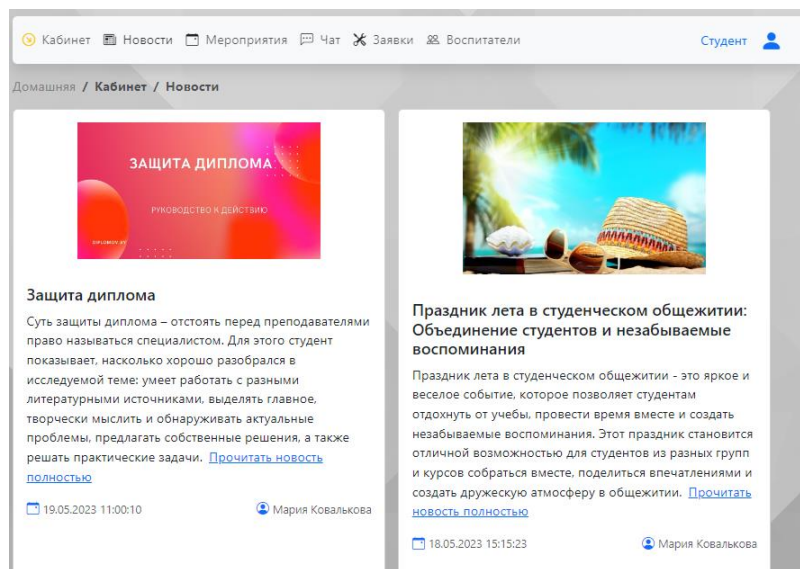 Кабинет Новости Мероприятия Чат Заявки Воспитатели Студент
Домашняя / Кабинет / Новости
ЗАЩИТА ДИПЛОМА
РУКОВОДСТВО К ДЕЙСТВИЮ
DIPLOMOV.BY
Защита диплома
Суть защиты диплома – отстоять перед преподавателями
право называться специалистом. Для этого студент
показывает, насколько хорошо разобрался в
исследуемой теме: умеет работать с разными
литературными источниками, выделять главное,
творчески мыслить и обнаруживать актуальные
проблемы, предлагать собственные решения, а также
решать практические задачи. Прочитать новость
полностью
19.05.2023 11:00:10 Мария Ковалькова
Праздник лета в студенческом общежитии:
Объединение студентов и незабываемые
воспоминания
Праздник лета в студенческом общежитии - это яркое и
веселое событие, которое позволяет студентам
отдохнуть от учебы, провести время вместе и создать
незабываемые воспоминания. Этот праздник становится
отличной возможностью для студентов из разных групп
и курсов собраться вместе, поделиться впечатлениями и
создать дружескую атмосферу в общежитии. Прочитать
новость полностью
18.05.2023 15:15:23 Мария Ковалькова